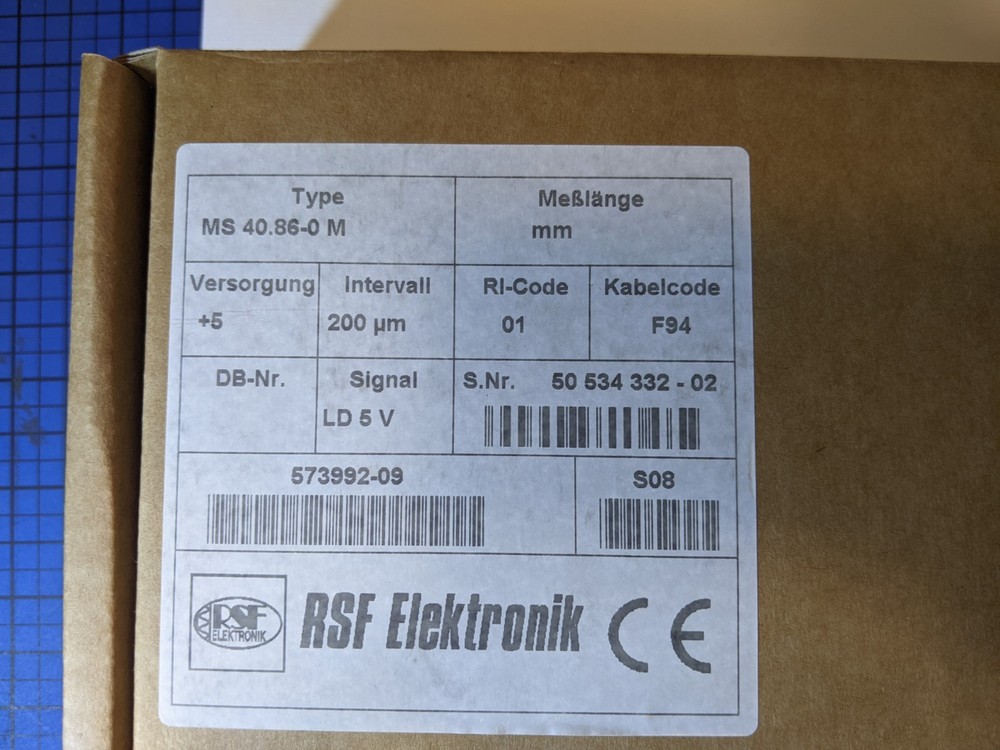 Type
MS 40.86-0 M
Meßlänge
mm
Versorgung
+5
Intervall
200 µm
RI-Code
01
Kabelcode
F94
DB-Nr.
Signal
LD 5 V
S.Nr. 50 534 332 - 02
573992-09
S08
RSF
ELEKTRONIK
RSF Elektronik CE